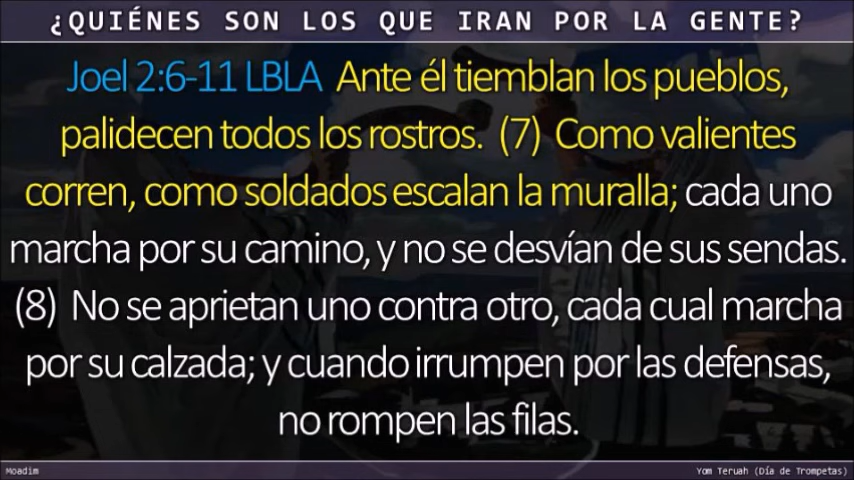 ¿QUIÉNES SON LOS QUE IRAN POR LA GENTE?
Joel 2:6-11 LBLA Ante él tiemblan los pueblos,
palidecen todos los rostros. (7) Como valientes
corren, como soldados escalan la muralla; cada uno
marcha por su camino, y no se desvían de sus sendas.
(8) No se aprietan uno contra otro, cada cual marcha
por su calzada; y cuando irrumpen por las defensas,
no rompen las filas.
Moadim
Yom Teruah (Día de Trompetas)